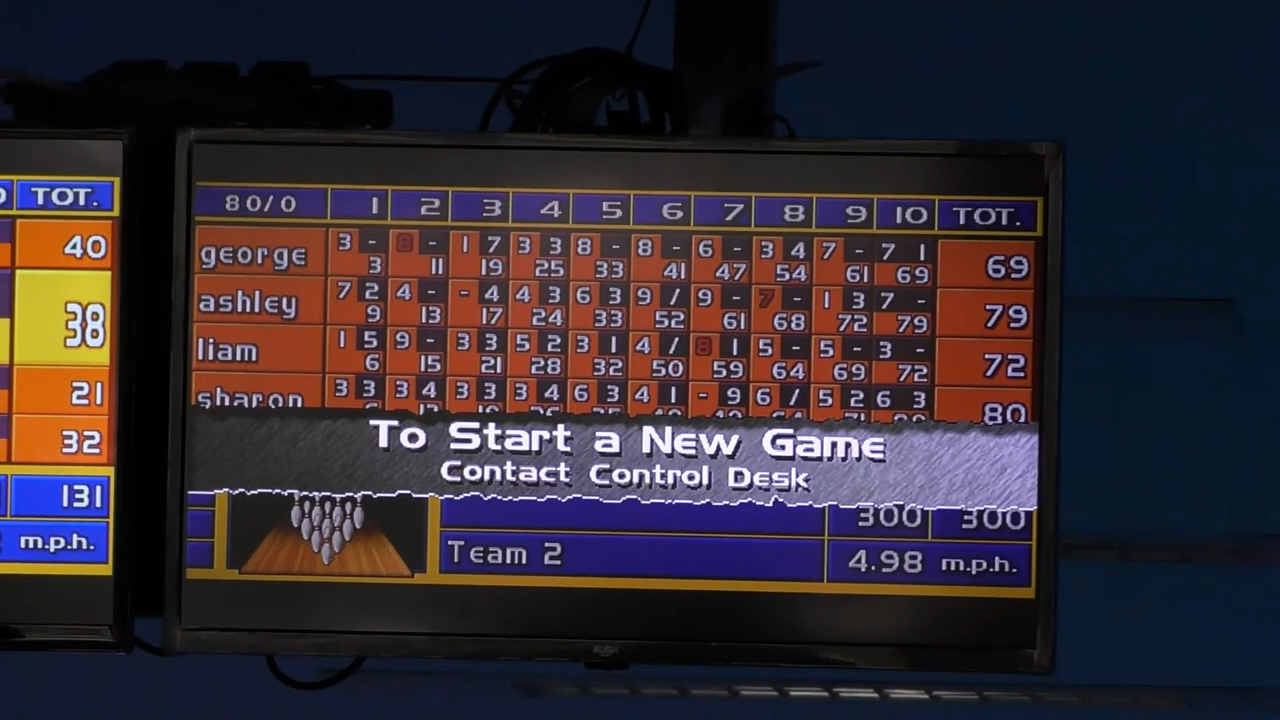 TOT.
40
38
21
32
131
m.p.h.
80/0 1 2 3 4 5 6 7 8 9 10 TOT.
george 3 - 8 - 1 7 3 3 8 - 8 - 6 - 3 4 7 - 7 1 69
3 11 19 25 33 41 47 54 61 69
ashley 7 2 4 - - 4 4 3 6 3 9 / 9 - 7 - 1 3 7 - 79
9 13 17 24 33 52 61 68 72 79
liam 1 5 9 - 3 3 5 2 3 1 4 / 8 1 5 - 5 - 3 - 72
6 15 21 28 32 50 59 64 69 72
sharon 3 3 3 4 3 3 3 4 6 3 4 1 - 9 6 / 5 2 6 3 80
To Start a New Game
Contact Control Desk
300 300
Team 2 4.98 m.p.h.